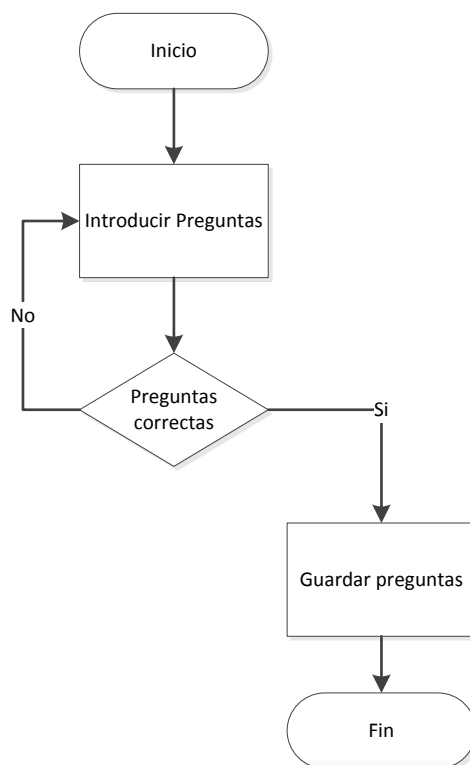 Inicio
Introducir Preguntas
No
Preguntas
correctas
Si
Guardar preguntas
Fin